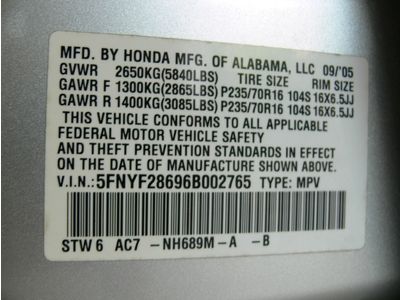 MFD. BY HONDA MFG. OF ALABAMA, LLC 09/'05
GVWR 2650KG(5840LBS) TIRE SIZE RIM SIZE
GAWR F 1300KG(2865LBS) P235/70R16 104S 16X6.5JJ
GAWR R 1400KG(3085LBS) P235/70R16 104S 16X6.5JJ
THIS VEHICLE CONFORMS TO ALL APPLICABLE
FEDERAL MOTOR VEHICLE SAFETY
AND THEFT PREVENTION STANDARDS IN EFFECT
ON THE DATE OF MANUFACTURE SHOWN ABOVE.
V.I.N.: 5FNYF28696B002765 TYPE: MPV
STW 6 AC7 -NH689M-A -B